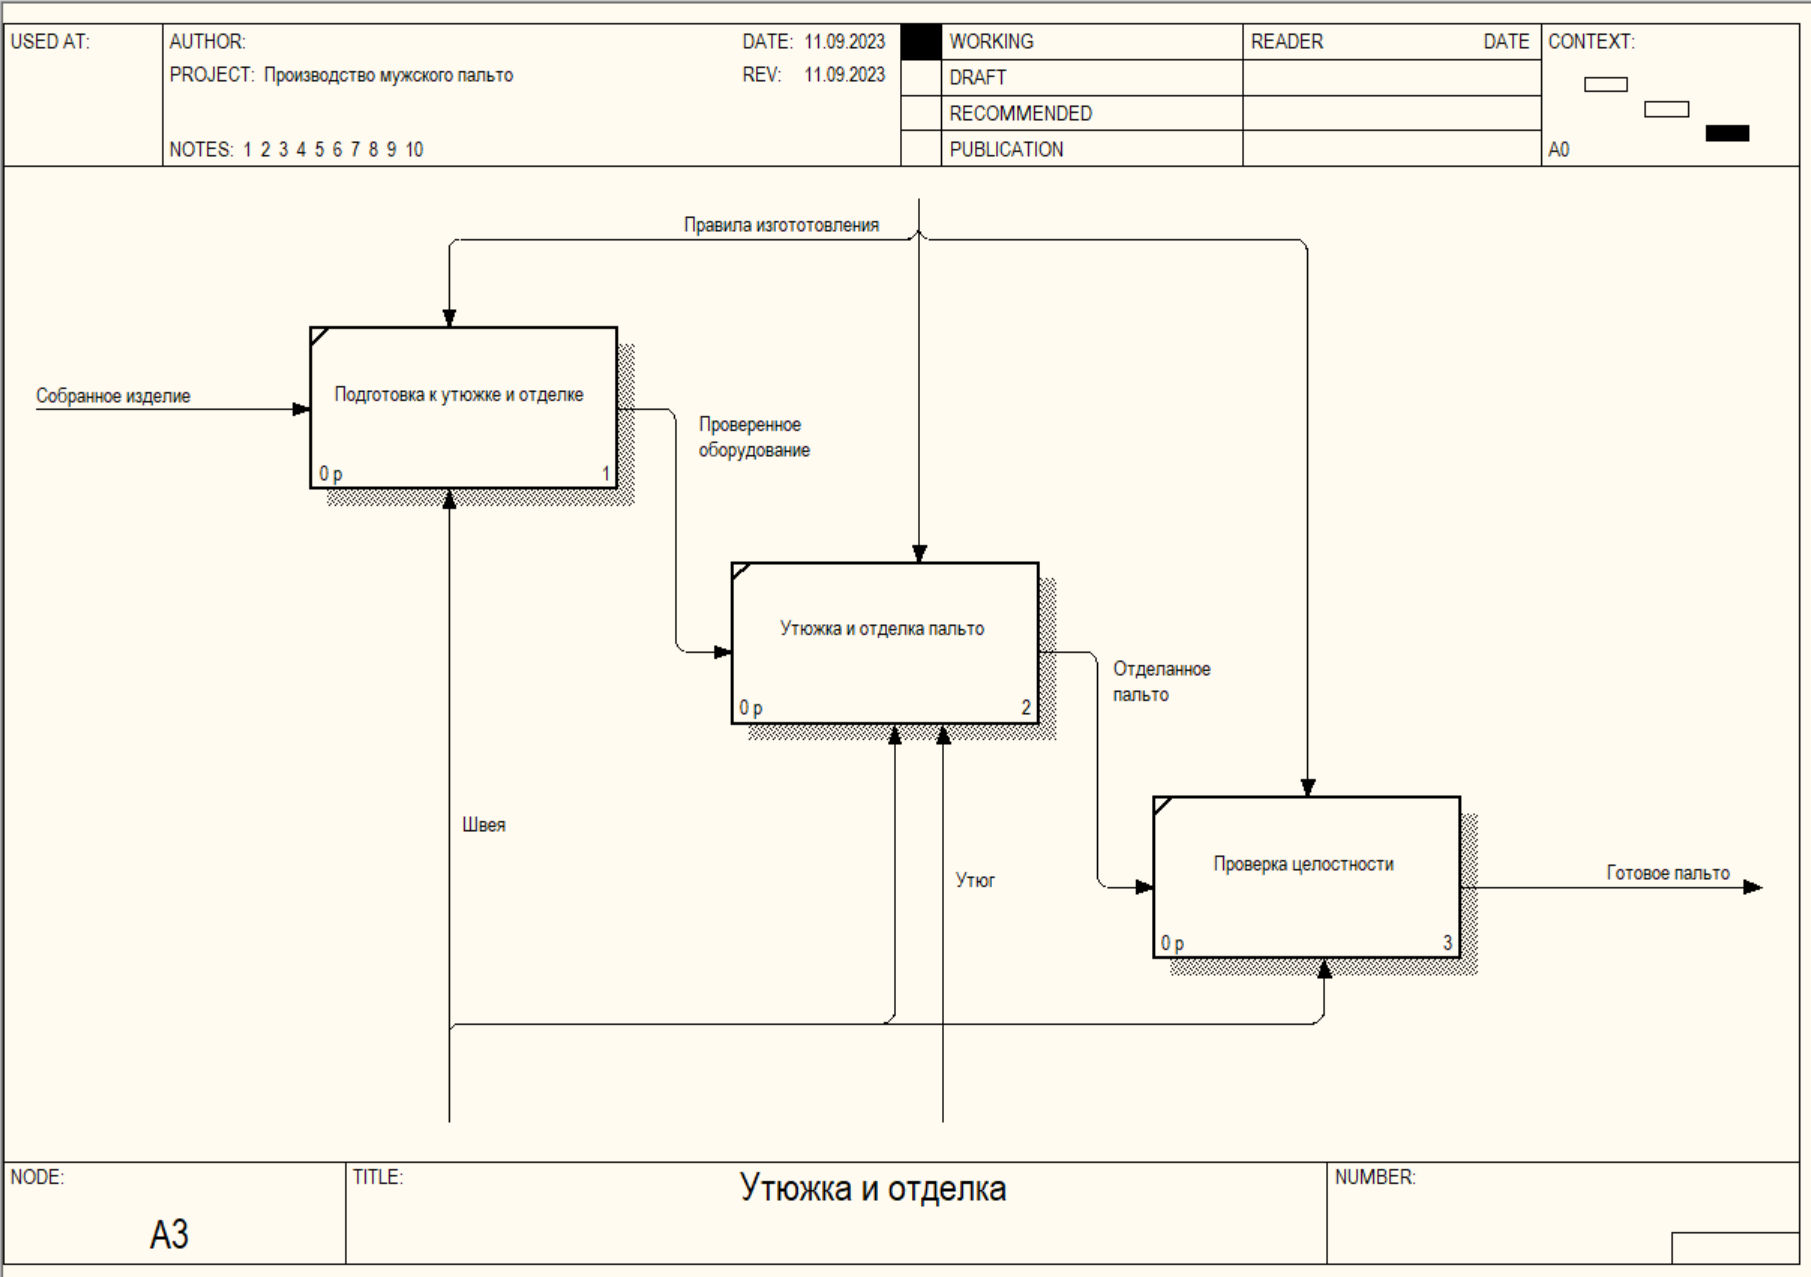 USED AT:
AUTHOR:
DATE: 11.09.2023
PROJECT: Производство мужского пальто
REV: 11.09.2023
NOTES: 1 2 3 4 5 6 7 8 9 10
WORKING
DRAFT
RECOMMENDED
PUBLICATION
READER
DATE
CONTEXT:
A0
Правила изгототовления
Собранное изделие
Подготовка к утюжке и отделке
0 р
1
Проверенное
оборудование
Утюжка и отделка пальто
0 р
2
Отделанное
пальто
Швея
Утюг
Проверка целостности
0 р
3
Готовое пальто
NODE:
A3
TITLE:
Утюжка и отделка
NUMBER: